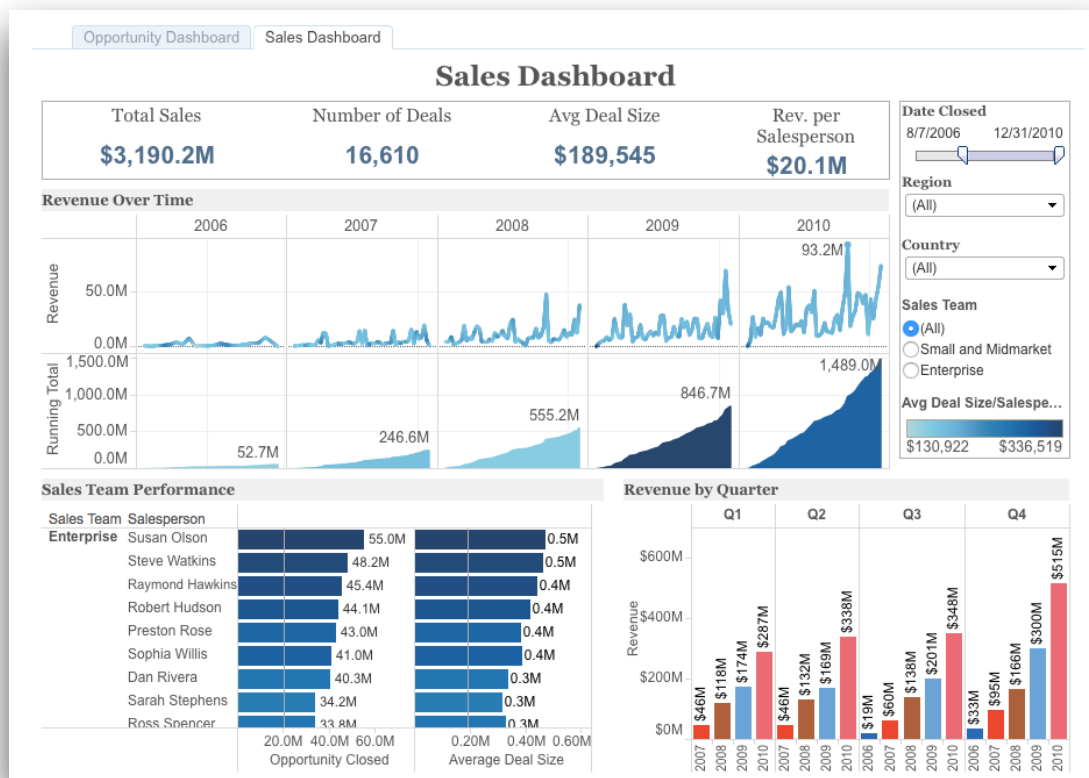 Opportunity Dashboard Sales Dashboard
Sales Dashboard
Total Sales Number of Deals Avg Deal Size Rev. per Salesperson
$3,190.2M 16,610 $189,545 $20.1M
Date Closed
8/7/2006 12/31/2010
Region
(All)
Country
(All)
Sales Team
(All)
Small and Midmarket
Enterprise
Avg Deal Size/Salespe...
$130,922 $336,519
Revenue Over Time
2006 2007 2008 2009 2010
Revenue
50.0M
0.0M
93.2M
Running Total
1,500.0M
1,000.0M
500.0M
0.0M
52.7M 246.6M 555.2M 846.7M 1,489.0M
Sales Team Performance
Sales Team Salesperson
Enterprise Susan Olson 55.0M 0.5M
Steve Watkins 48.2M 0.5M
Raymond Hawkins 45.4M 0.4M
Robert Hudson 44.1M 0.4M
Preston Rose 43.0M 0.4M
Sophia Willis 41.0M 0.4M
Dan Rivera 40.3M 0.3M
Sarah Stephens 34.2M 0.3M
Ross Spencer 33.8M 0.3M
20.0M 40.0M 60.0M 0.20M 0.40M 0.60M
Opportunity Closed Average Deal Size
Revenue by Quarter
Q1 Q2 Q3 Q4
Revenue
$600M
$400M
$200M
$0M
$46M $118M $174M $287M $46M $132M $169M $338M $19M $60M $138M $201M $348M $33M $95M $166M $300M $515M
2007 2008 2009 2010 2007 2008 2009 2010 2006 2007 2008 2009 2010 2006 2007 2008 2009 2010